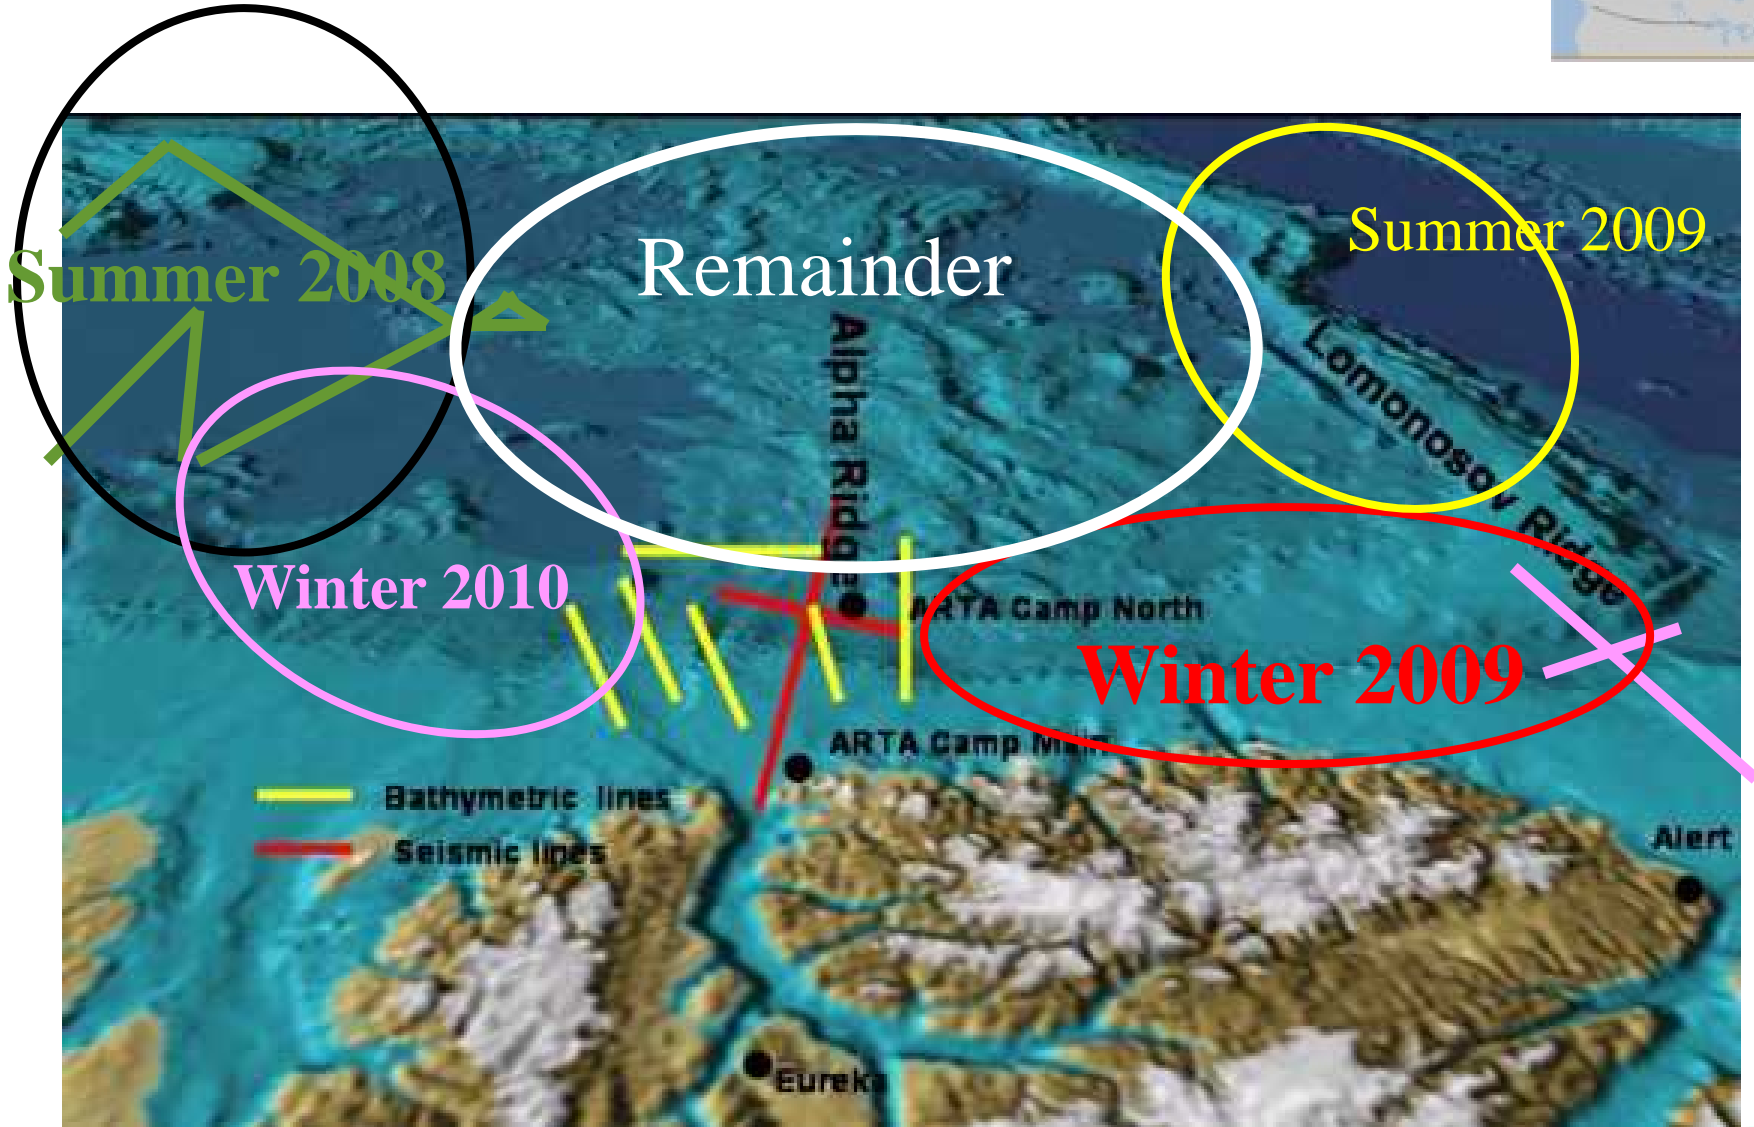 Summer 2009
Remainder
Summer 2008
Alpha Ridge
Lomonosov Ridge
Winter 2010
ARTA Camp North
Winter 2009
ARTA Camp Main
Bathymetric lines
Seismic lines
Alert
Eureka